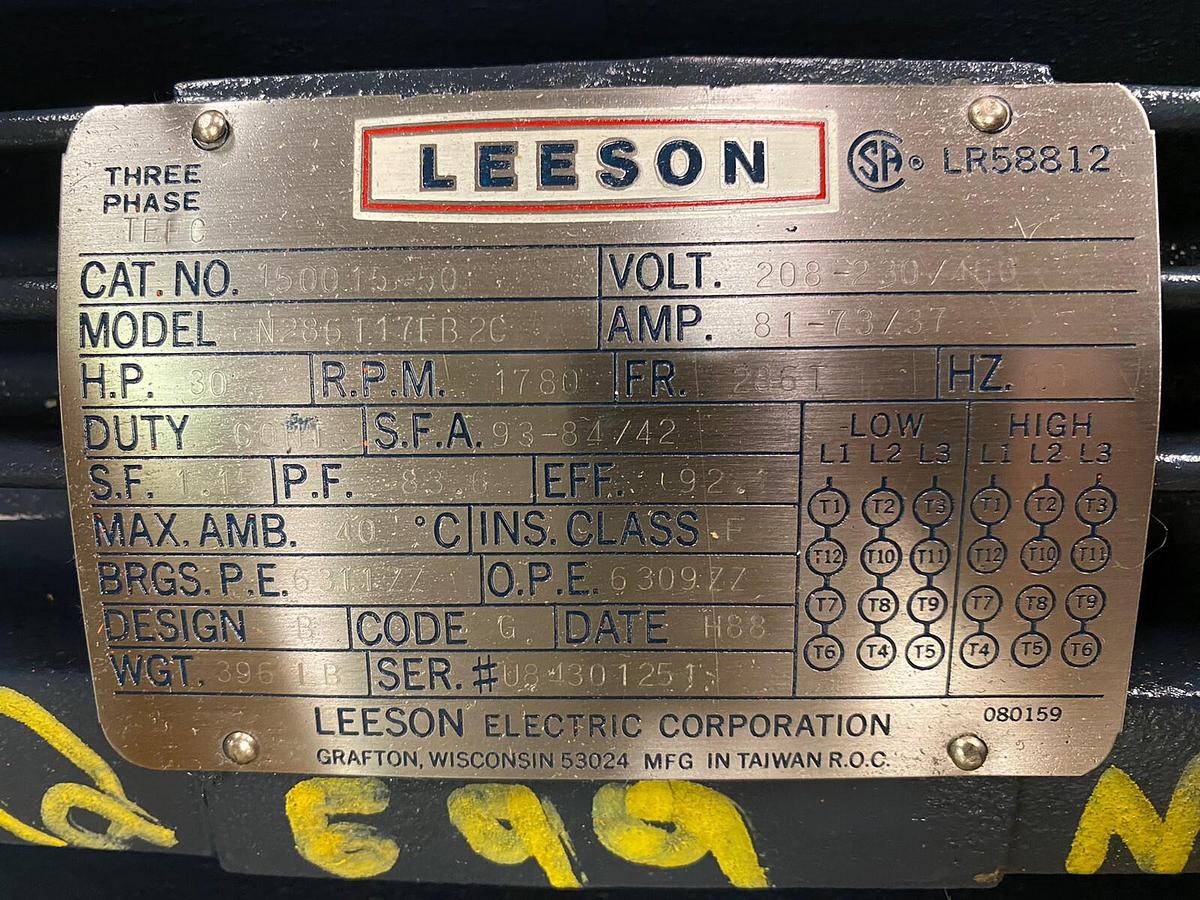 LEESON
CSA ® LR58812
THREE
PHASE
TEFC
CAT. NO. 150015-50 VOLT. 208-230/460
MODEL N286T17FB2C AMP. 81-73/37
H.P. 30 R.P.M. 1780 FR. 286T HZ.
DUTY CONT S.F.A. 93-84/42
S.F. P.F. EFF.
MAX. AMB. 40 °C INS. CLASS F
BRGS. P.E. 6311ZZ O.P.E. 6309ZZ
DESIGN B CODE G DATE H88
WGT. 396 LB SER. #
LOW HIGH
L1 L2 L3 L1 L2 L3
T1 T2 T3 T1 T2 T3
T12 T10 T11 T12 T10 T11
T7 T8 T9 T7 T8 T9
T6 T4 T5 T4 T5 T6
LEESON ELECTRIC CORPORATION 080159
GRAFTON, WISCONSIN 53024 MFG IN TAIWAN R.O.C.